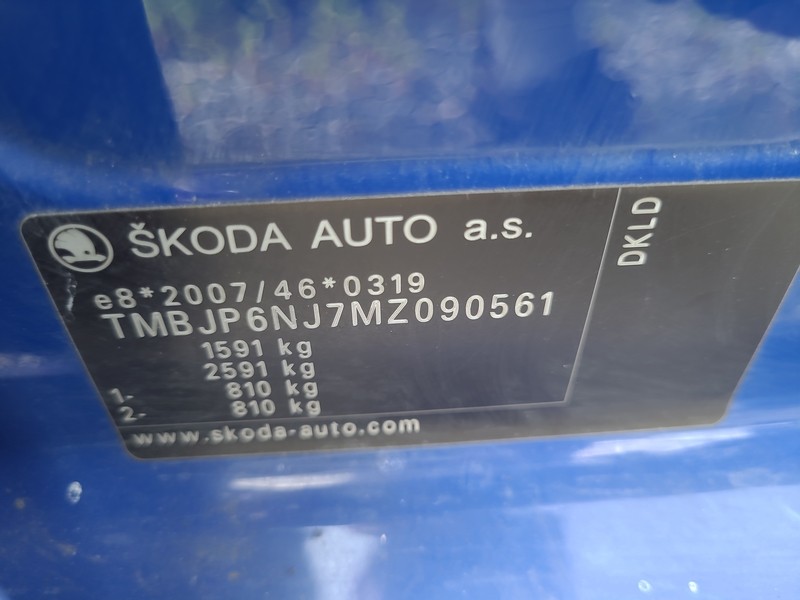 ŠKODA AUTO a.s.
DKLD
e8*2007/46*0319
TMBJP6NJ7MZ090561
1591 kg
2591 kg
1- 810 kg
2- 810 kg
www.skoda-auto.com